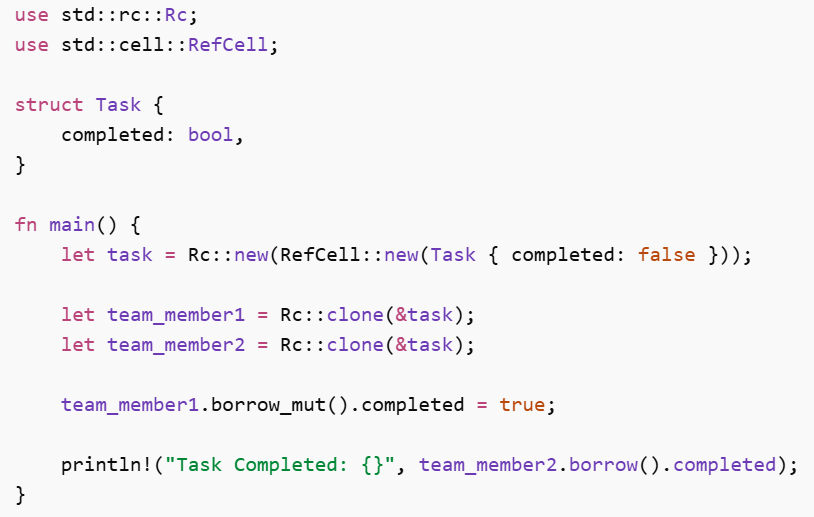 use std::rc::Rc;
use std::cell::RefCell;

struct Task {
    completed: bool,
}

fn main() {
    let task = Rc::new(RefCell::new(Task { completed: false }));

    let team_member1 = Rc::clone(&task);
    let team_member2 = Rc::clone(&task);

    team_member1.borrow_mut().completed = true;

    println!("Task Completed: {}", team_member2.borrow().completed);
}